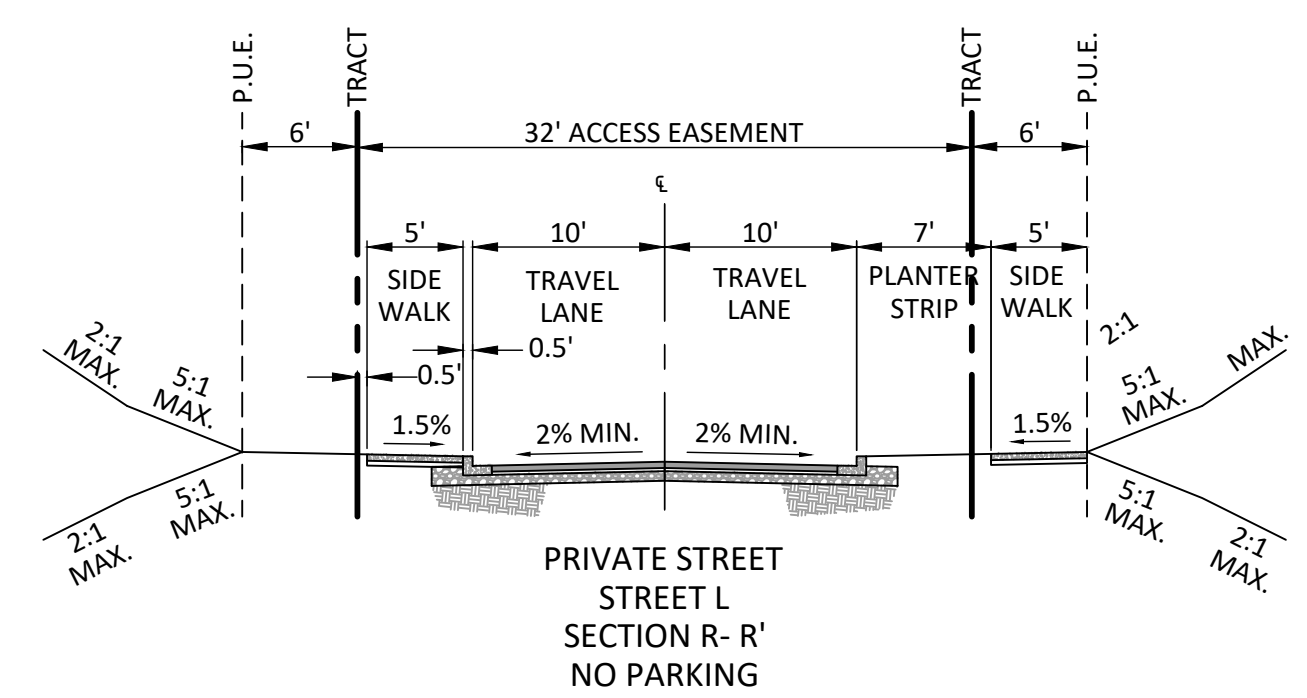 P.U.E.
TRACT
TRACT
P.U.E.
6'
32' ACCESS EASEMENT
6'
℄
5'
10'
10'
7'
5'
SIDE
WALK
TRAVEL
LANE
TRAVEL
LANE
PLANTER
STRIP
SIDE
WALK
0.5'
0.5'
2:1
MAX.
5:1
MAX.
1.5%
2% MIN.
2% MIN.
1.5%
2:1
MAX.
5:1
MAX.
5:1
MAX.
2:1
MAX.
5:1
MAX.
2:1
MAX.
PRIVATE STREET
STREET L
SECTION R- R'
NO PARKING